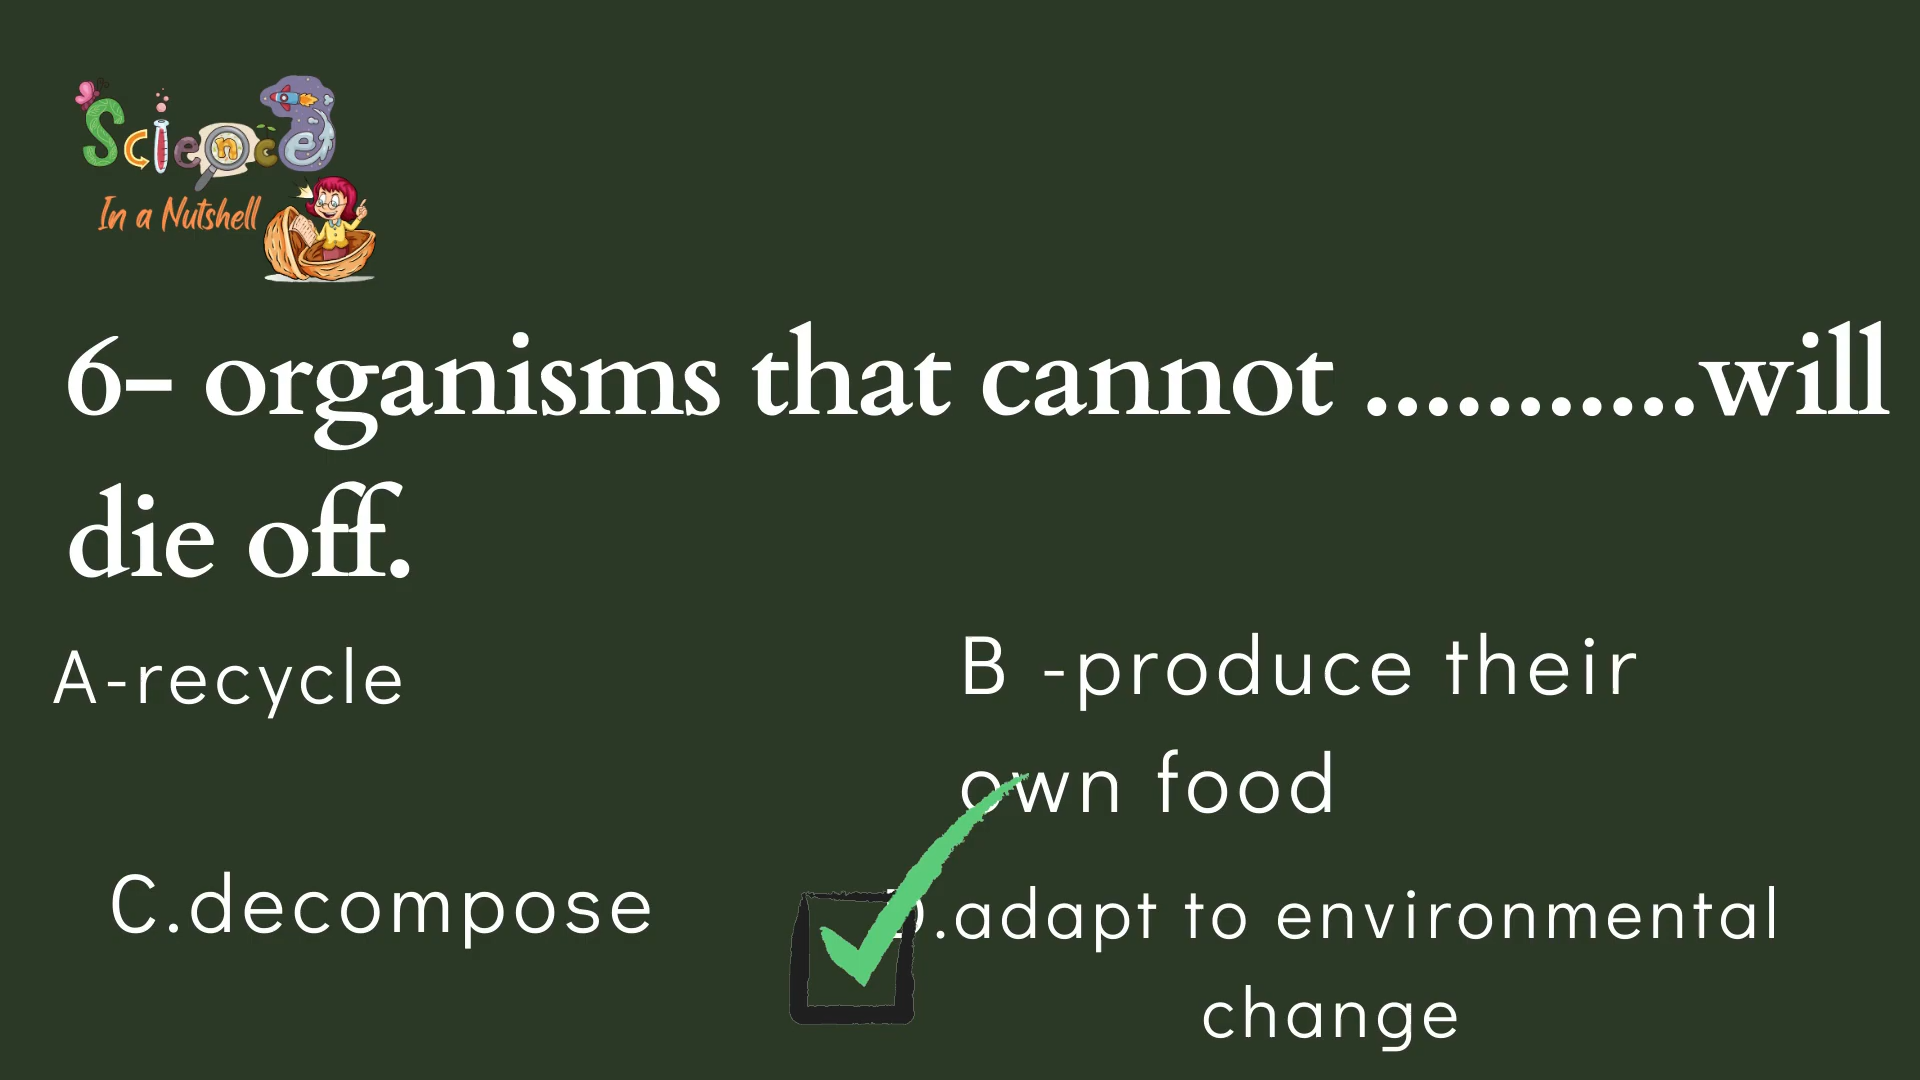 Science
In a Nutshell
6– organisms that cannot ...........will
die off.
A-recycle
B -produce their
own food
C.decompose
D.adapt to environmental
change